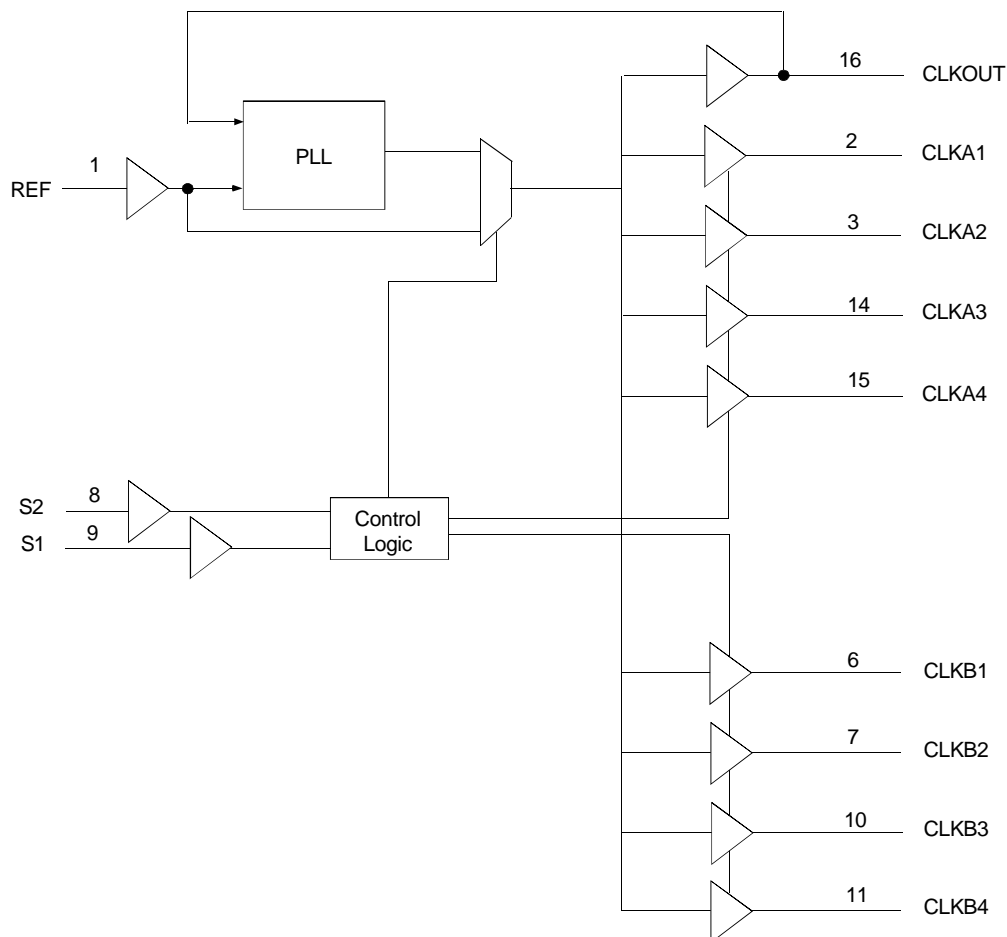 16 CLKOUT
PLL
1
REF
2 CLKA1
3 CLKA2
14 CLKA3
15 CLKA4
S2 8
S1 9
Control
Logic
6 CLKB1
7 CLKB2
10 CLKB3
11 CLKB4